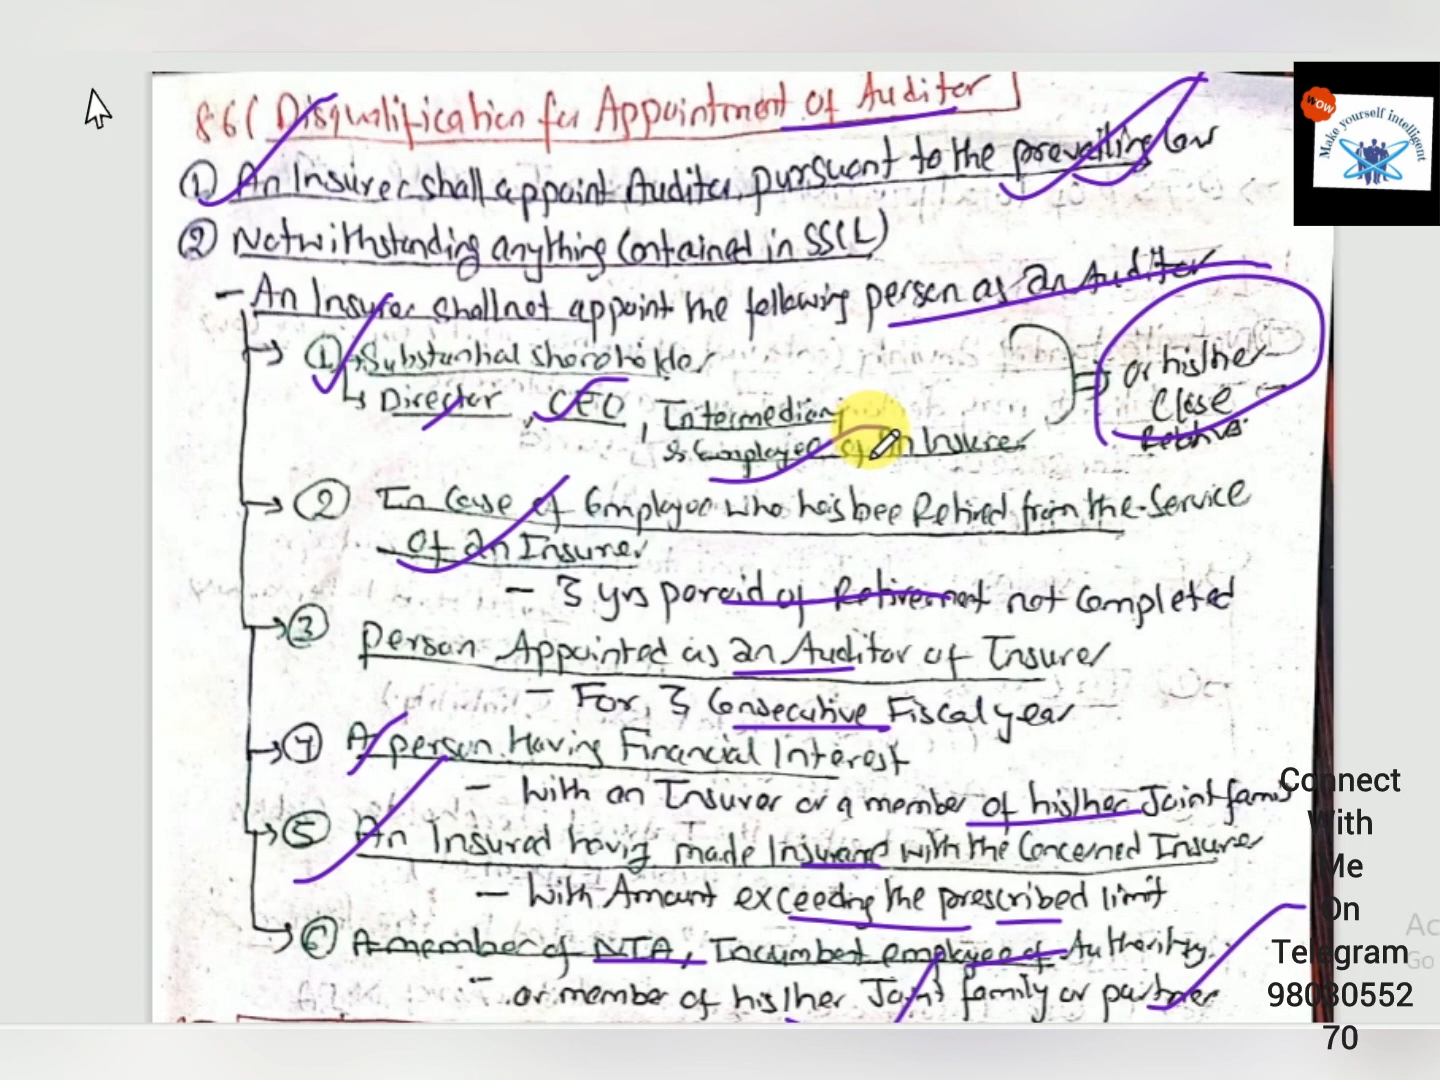 86( Disqualification for Appointment of Auditor ]
① An Insurer shall appoint Auditor pursuant to the prevailing law
② Notwithstanding anything Contained in SS(L)
- An Insurer shall not appoint the following person as an Auditor
→ ① → Substantial shareholder
↳ Director, CEO, Intermediary
& Employee of an Insurer
or his/her
Close
Relative
→ ② In Case of Employee who has bee Retired from the Service
of an Insurer
- 3 yrs peroid of Retirement not completed
→ ③ person Appointed as an Auditor of Insurer
- For, 3 Consecutive Fiscal year
→ ④ A person Having Financial Interest
- with an Insurer or a member of his/her Joint family
→ ⑤ An Insured havig made Insurance with the Concerned Insurer
- with Amount exceeding the prescribed limit
→ ⑥ A member of NIA, Incumbent employee of Authority
- or member of his/her Joint family or partner
WOW
Make yourself intelligent
Connect
With
Me
On
Telegram
98030552
70
Ac
Go